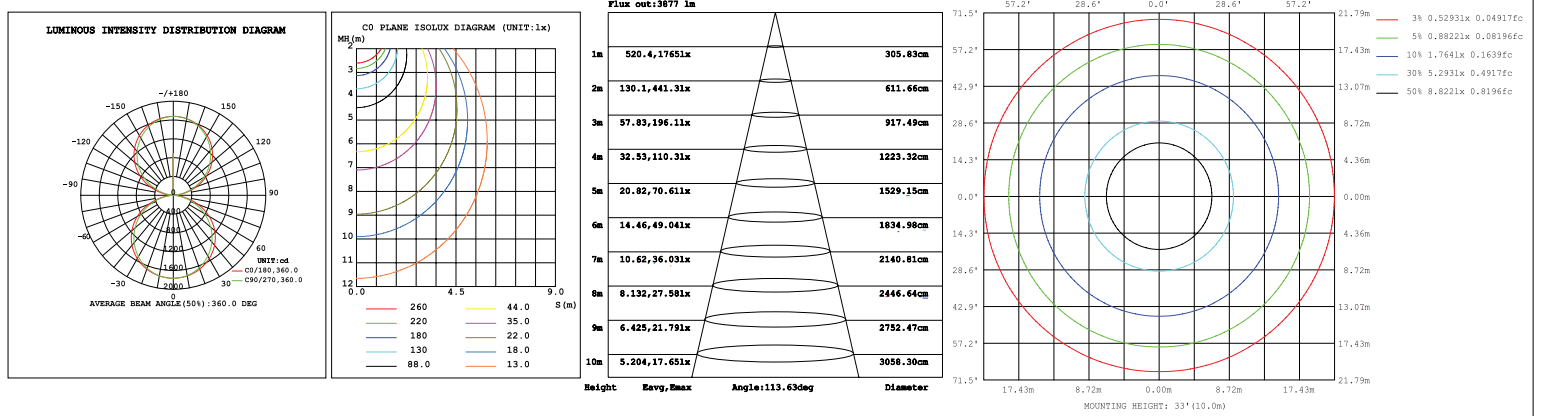 LUMINOUS INTENSITY DISTRIBUTION DIAGRAM
-/+180
-150
150
-120
120
-90
90
0
400
800
-60
60
1200
1600
2000
-30
30
0
UNIT:cd
C0/180,360.0
C90/270,360.0
AVERAGE BEAM ANGLE(50%):360.0 DEG
C0 PLANE ISOLUX DIAGRAM (UNIT:lx)
MH(m)
2
3
4
5
6
7
8
9
10
11
12
0.0
4.5
9.0
S(m)
260
44.0
220
35.0
180
22.0
130
18.0
88.0
13.0
Flux out:3877 lm
1m 520.4,1765lx 305.83cm
2m 130.1,441.3lx 611.66cm
3m 57.83,196.1lx 917.49cm
4m 32.53,110.3lx 1223.32cm
5m 20.82,70.61lx 1529.15cm
6m 14.46,49.04lx 1834.98cm
7m 10.62,36.03lx 2140.81cm
8m 8.132,27.58lx 2446.64cm
9m 6.425,21.79lx 2752.47cm
10m 5.204,17.65lx 3058.30cm
Height Eavg,Emax Angle:113.63deg Diameter
57.2° 28.6° 0.0° 28.6° 57.2°
71.5° 21.79m
57.2° 17.43m
42.9° 13.07m
28.6° 8.72m
14.3° 4.36m
0.0° 0.00m
14.3° 4.36m
28.6° 8.72m
42.9° 13.07m
57.2° 17.43m
71.5° 21.79m
17.43m 8.72m 0.00m 8.72m 17.43m
MOUNTING HEIGHT: 33'(10.0m)
3% 0.5293lx 0.04917fc
5% 0.8822lx 0.08196fc
10% 1.764lx 0.1639fc
30% 5.293lx 0.4917fc
50% 8.822lx 0.8196fc